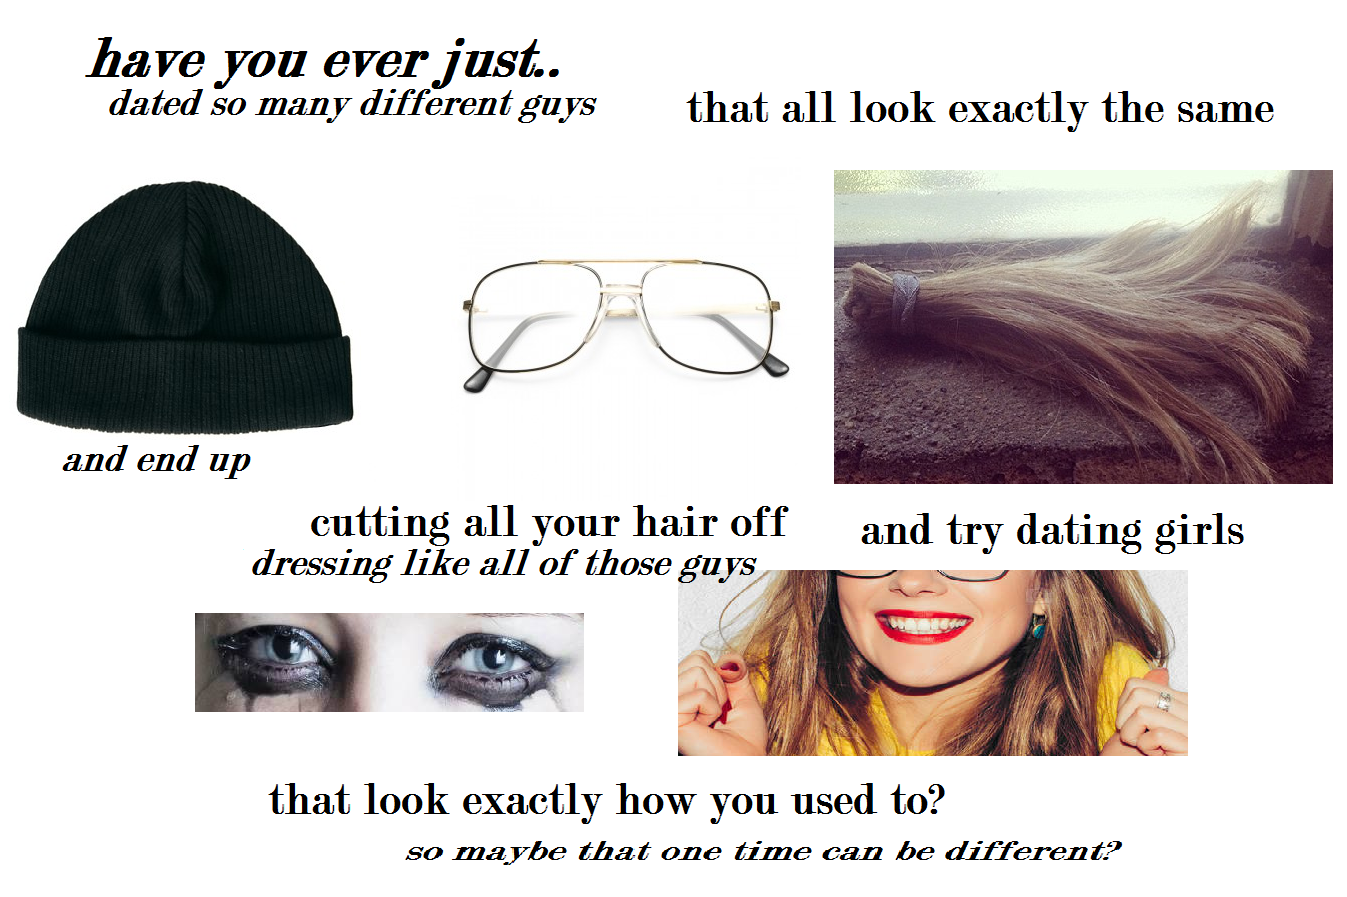 have you ever just..
dated so many different guys
that all look exactly the same
and end up
cutting all your hair off
dressing like all of those guys
and try dating girls
that look exactly how you used to?
so maybe that one time can be different?